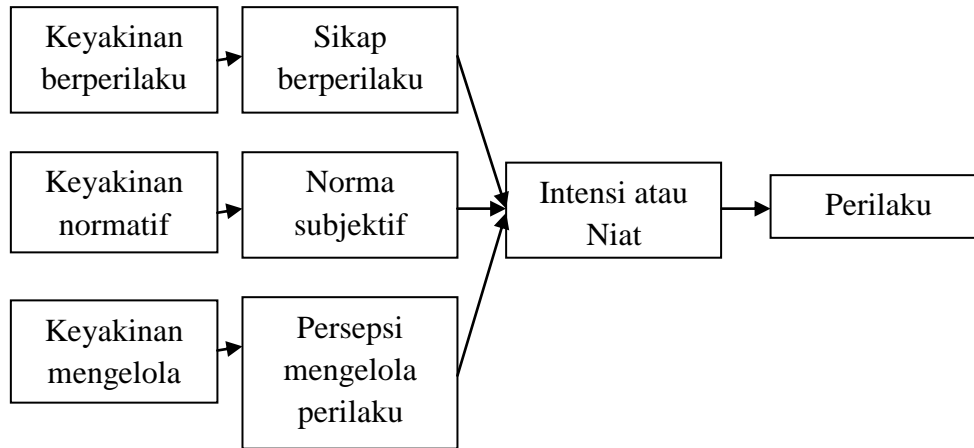 Keyakinan
berperilaku
Sikap
berperilaku
Keyakinan
normatif
Norma
subjektif
Intensi atau
Niat
Perilaku
Keyakinan
mengelola
Persepsi
mengelola
perilaku